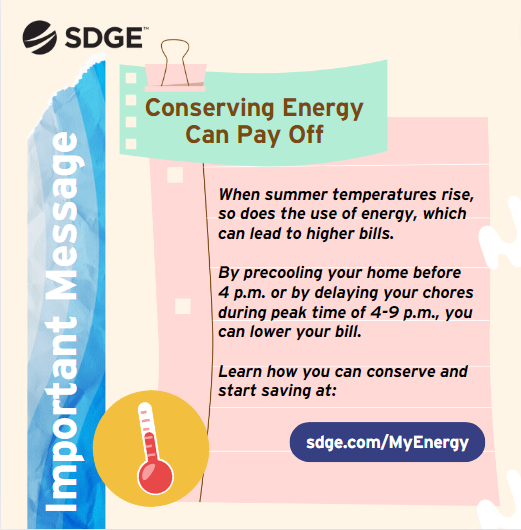 SDGE™
Important Message
Conserving Energy
Can Pay Off
When summer temperatures rise,
so does the use of energy, which
can lead to higher bills.
By precooling your home before
4 p.m. or by delaying your chores
during peak time of 4-9 p.m., you
can lower your bill.
Learn how you can conserve and
start saving at:
sdge.com/MyEnergy